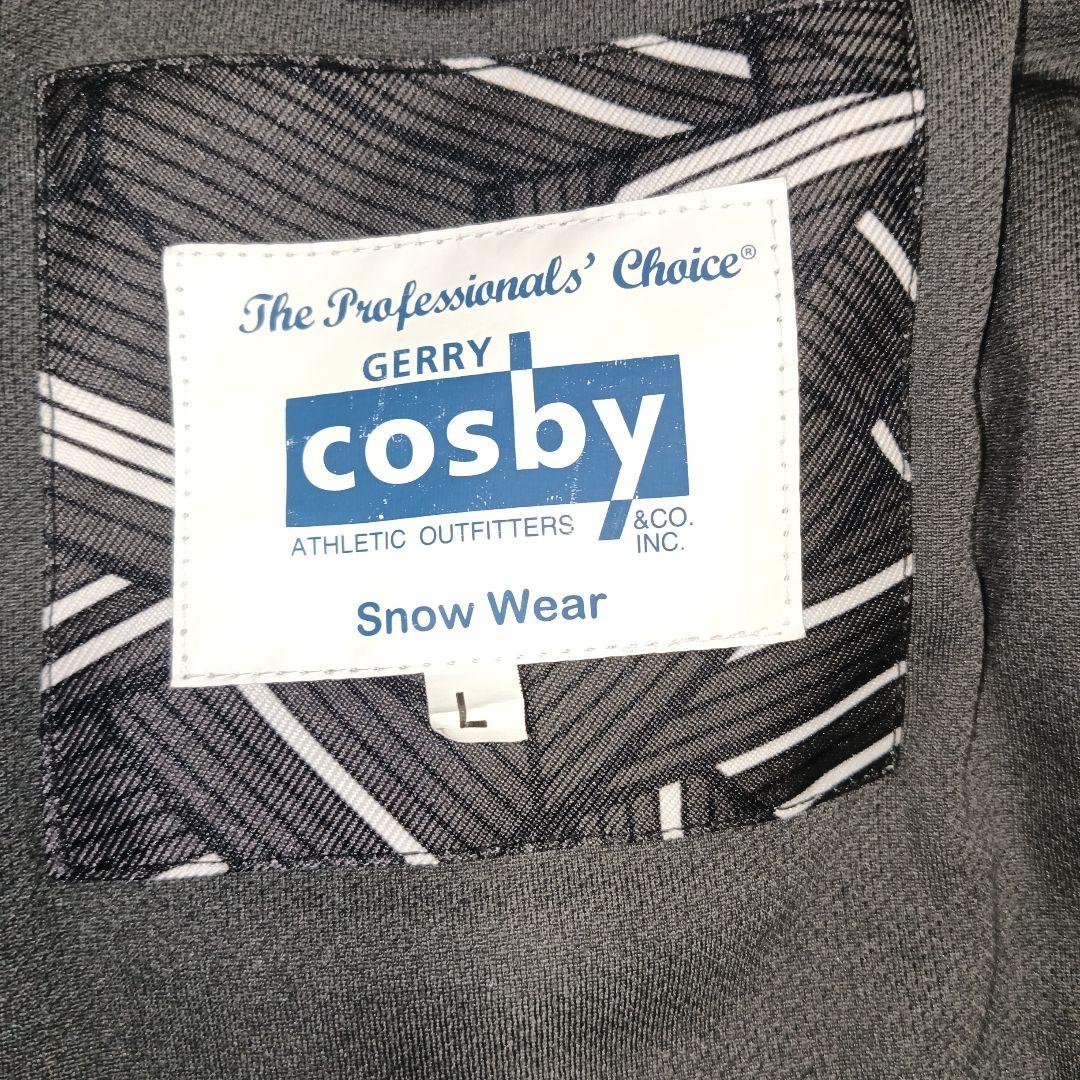 The Professionals' Choice®
GERRY
cosby
ATHLETIC OUTFITTERS &CO.
INC.
Snow Wear
L